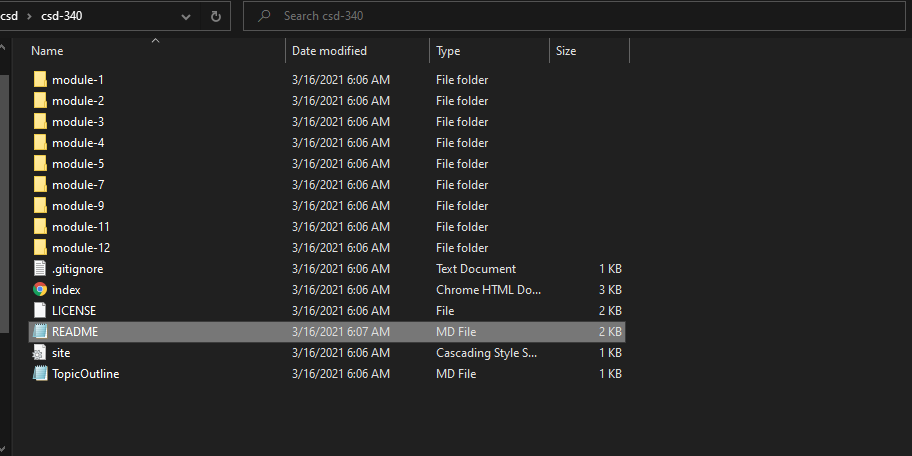 csd › csd-340 Search csd-340
Name Date modified Type Size
module-1 3/16/2021 6:06 AM File folder
module-2 3/16/2021 6:06 AM File folder
module-3 3/16/2021 6:06 AM File folder
module-4 3/16/2021 6:06 AM File folder
module-5 3/16/2021 6:06 AM File folder
module-7 3/16/2021 6:06 AM File folder
module-9 3/16/2021 6:06 AM File folder
module-11 3/16/2021 6:06 AM File folder
module-12 3/16/2021 6:06 AM File folder
.gitignore 3/16/2021 6:06 AM Text Document 1 KB
index 3/16/2021 6:06 AM Chrome HTML Do... 3 KB
LICENSE 3/16/2021 6:06 AM File 2 KB
README 3/16/2021 6:07 AM MD File 2 KB
site 3/16/2021 6:06 AM Cascading Style S... 1 KB
TopicOutline 3/16/2021 6:06 AM MD File 1 KB